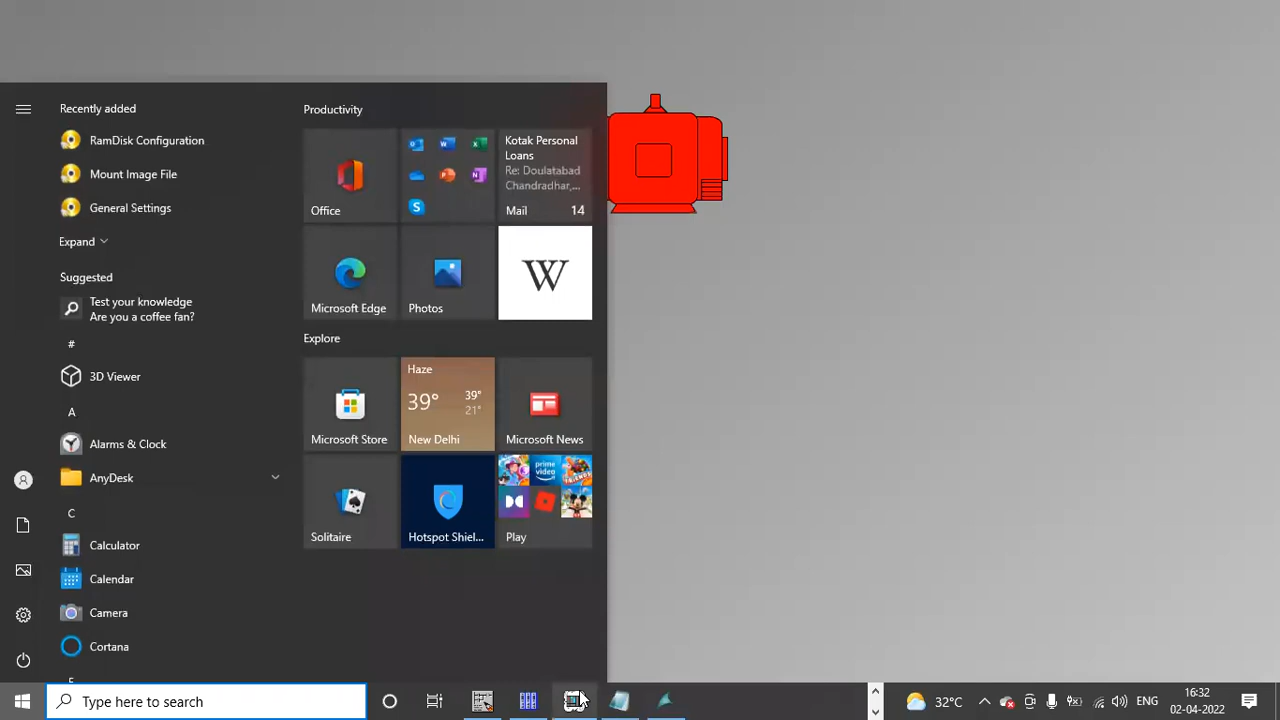 Recently added
RamDisk Configuration
Mount Image File
General Settings
Expand
Suggested
Test your knowledge
Are you a coffee fan?
#
3D Viewer
A
Alarms & Clock
AnyDesk
C
Calculator
Calendar
Camera
Cortana
Productivity
Office
Kotak Personal
Loans
Re: Doulatabad
Chandradhar,...
Mail 14
Microsoft Edge
Photos
W
Explore
Microsoft Store
Haze
39° 39°
21°
New Delhi
Microsoft News
Solitaire
Hotspot Shiel...
prime video
Play
Type here to search
32°C
ENG
16:32
02-04-2022